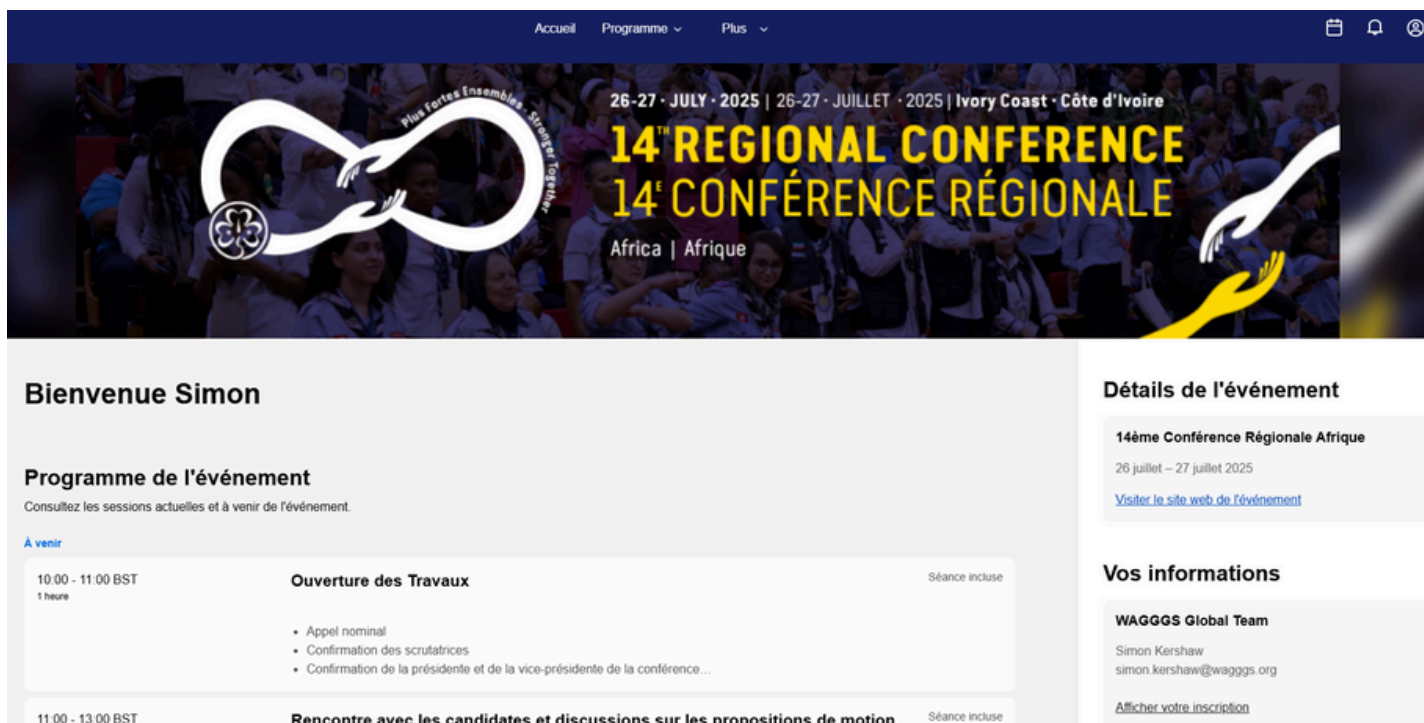 Accueil Programme Plus
Plus Fortes Ensembles · Stronger Together
26-27 · JULY · 2025 | 26-27 · JUILLET · 2025 | Ivory Coast · Côte d'Ivoire
14TH REGIONAL CONFERENCE
14E CONFÉRENCE RÉGIONALE
Africa | Afrique
Bienvenue Simon
Programme de l'événement
Consultez les sessions actuelles et à venir de l'événement.
À venir
10:00 - 11:00 BST
1 heure
Ouverture des Travaux
Séance incluse
• Appel nominal
• Confirmation des scrutatrices
• Confirmation de la présidente et de la vice-présidente de la conférence...
11:00 - 13:00 BST
Rencontre avec les candidates et discussions sur les propositions de motion
Séance incluse
Détails de l'événement
14ème Conférence Régionale Afrique
26 juillet – 27 juillet 2025
Visiter le site web de l'événement
Vos informations
WAGGGS Global Team
Simon Kershaw
simon.kershaw@wagggs.org
Afficher votre inscription